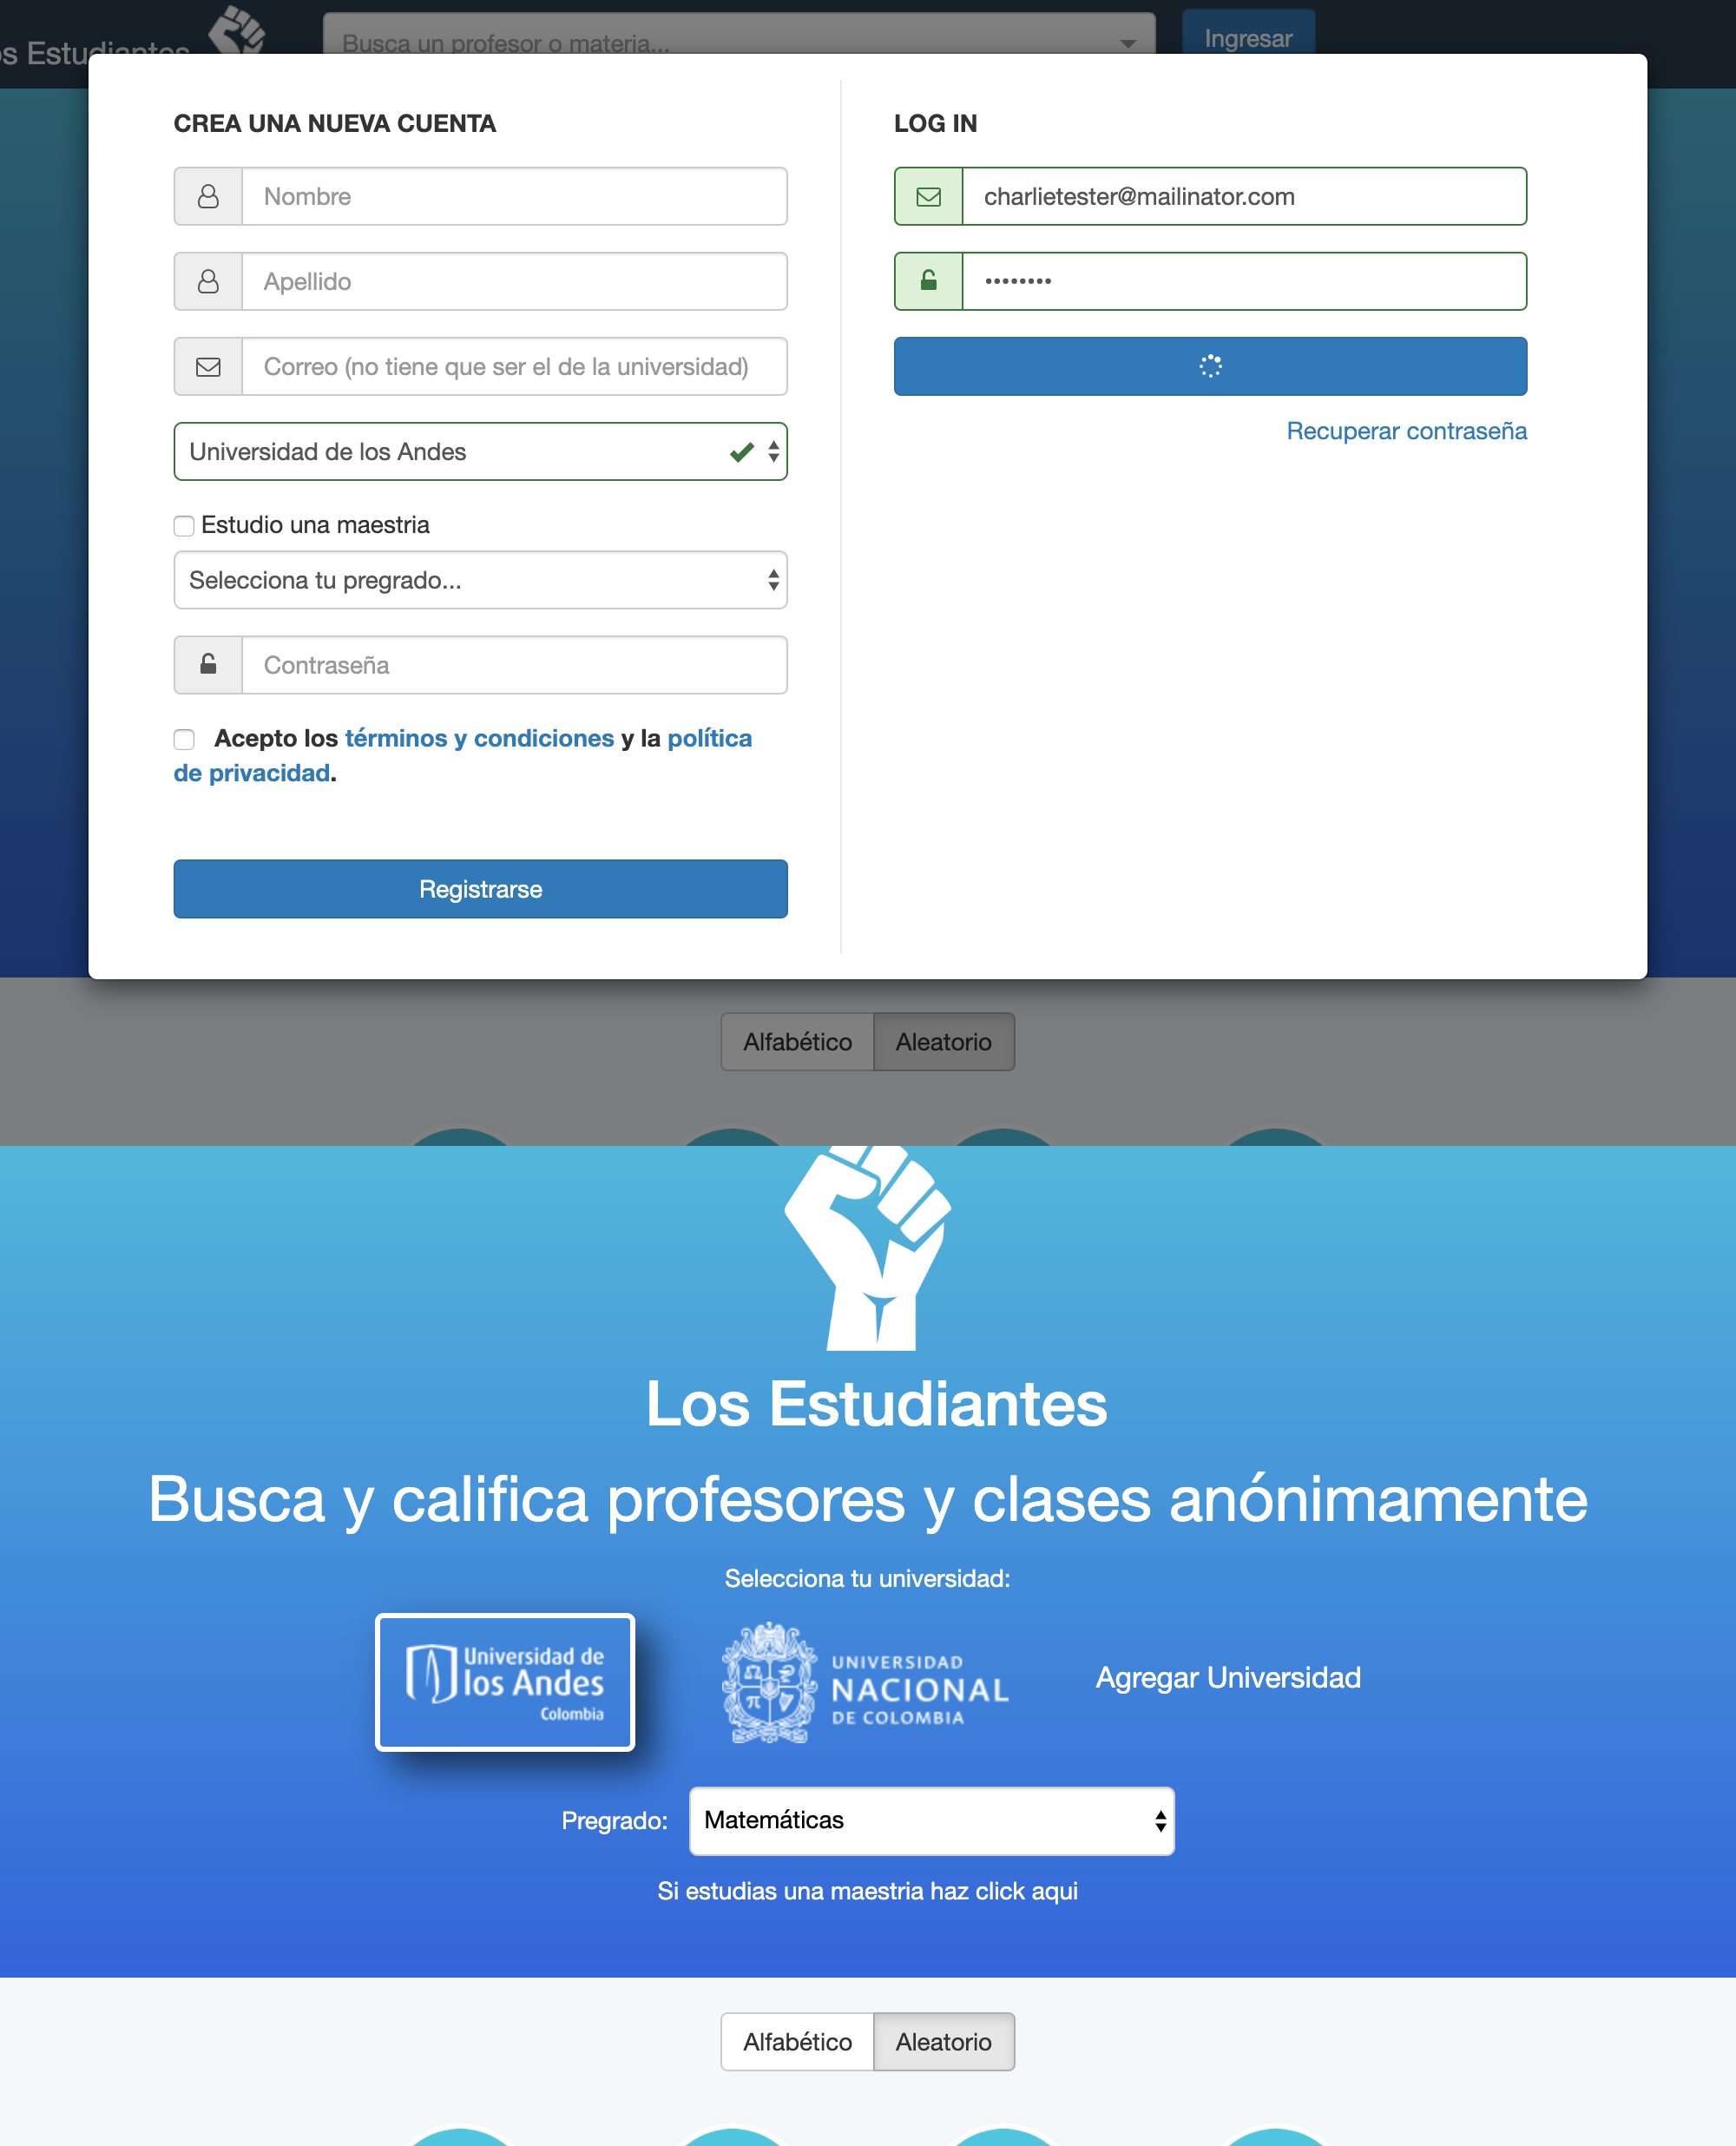 s Estudiantes
Busca un profesor o materia...
Ingresar
CREA UNA NUEVA CUENTA
Nombre
Apellido
Correo (no tiene que ser el de la universidad)
Universidad de los Andes
Estudio una maestria
Selecciona tu pregrado...
Contraseña
Acepto los términos y condiciones y la política
de privacidad.
Registrarse
LOG IN
charlietester@mailinator.com
••••••••
Recuperar contraseña
Alfabético
Aleatorio
Los Estudiantes
Busca y califica profesores y clases anónimamente
Selecciona tu universidad:
Universidad de
los Andes
Colombia
UNIVERSIDAD
NACIONAL
DE COLOMBIA
Agregar Universidad
Pregrado:
Matemáticas
Si estudias una maestria haz click aqui
Alfabético
Aleatorio